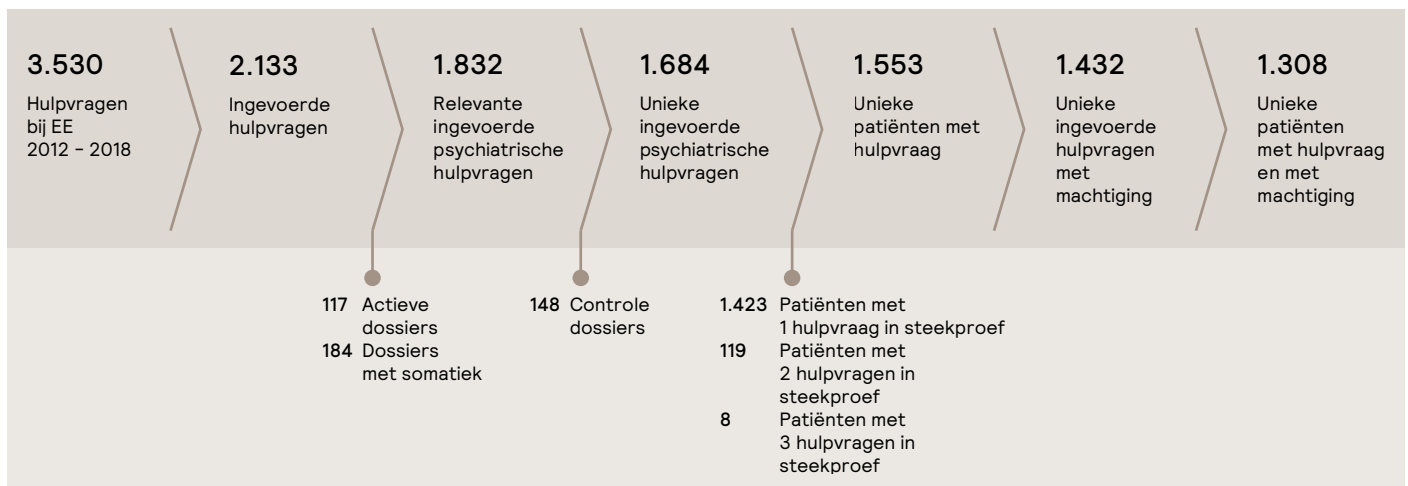 3.530
Hulpvragen
bij EE
2012 – 2018
2.133
Ingevoerde
hulpvragen
1.832
Relevante
ingevoerde
psychiatrische
hulpvragen
1.684
Unieke
ingevoerde
psychiatrische
hulpvragen
1.553
Unieke
patiënten met
hulpvraag
1.432
Unieke
ingevoerde
hulpvragen
met
machtiging
1.308
Unieke
patiënten
met hulpvraag
en met
machtiging
117 Actieve
dossiers
184 Dossiers
met somatiek
148 Controle
dossiers
1.423 Patiënten met
1 hulpvraag in steekproef
119 Patiënten met
2 hulpvragen in
steekproef
8 Patiënten met
3 hulpvragen in
steekproef